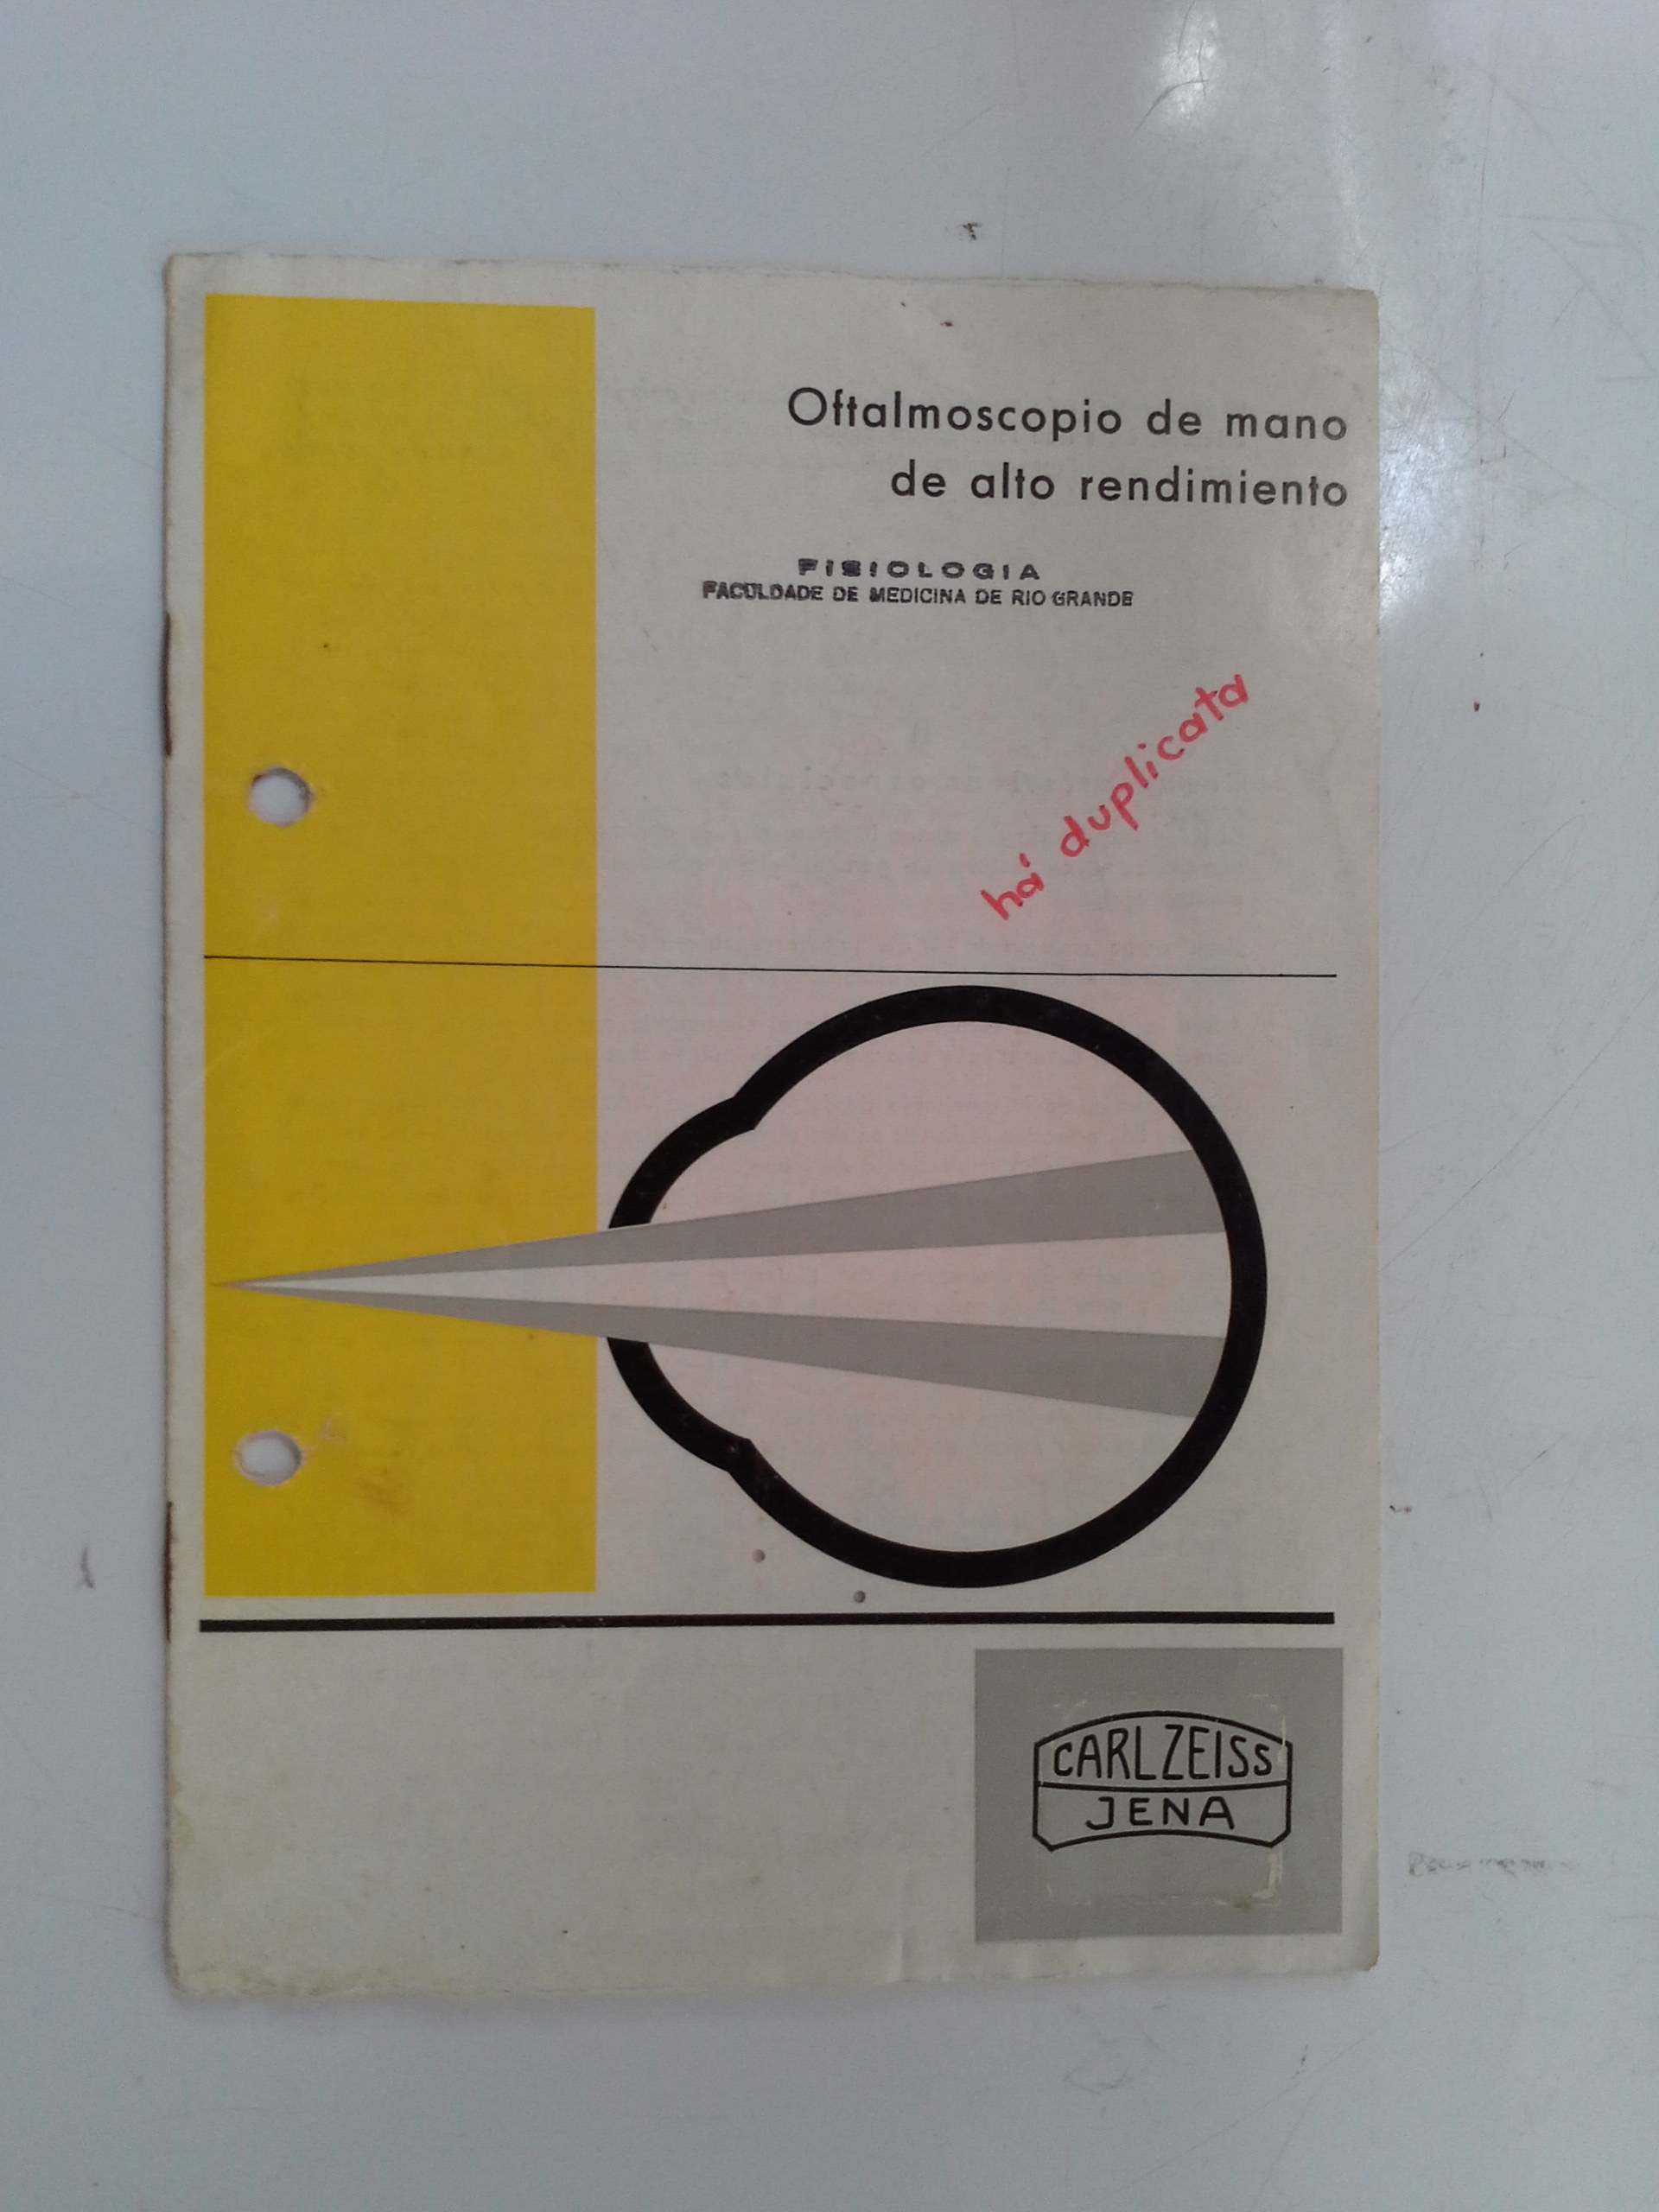 Oftalmoscopio de mano
de alto rendimiento
FISIOLOGIA
FACULDADE DE MEDICINA DE RIO GRANDE
há duplicata
CARL ZEISS
JENA